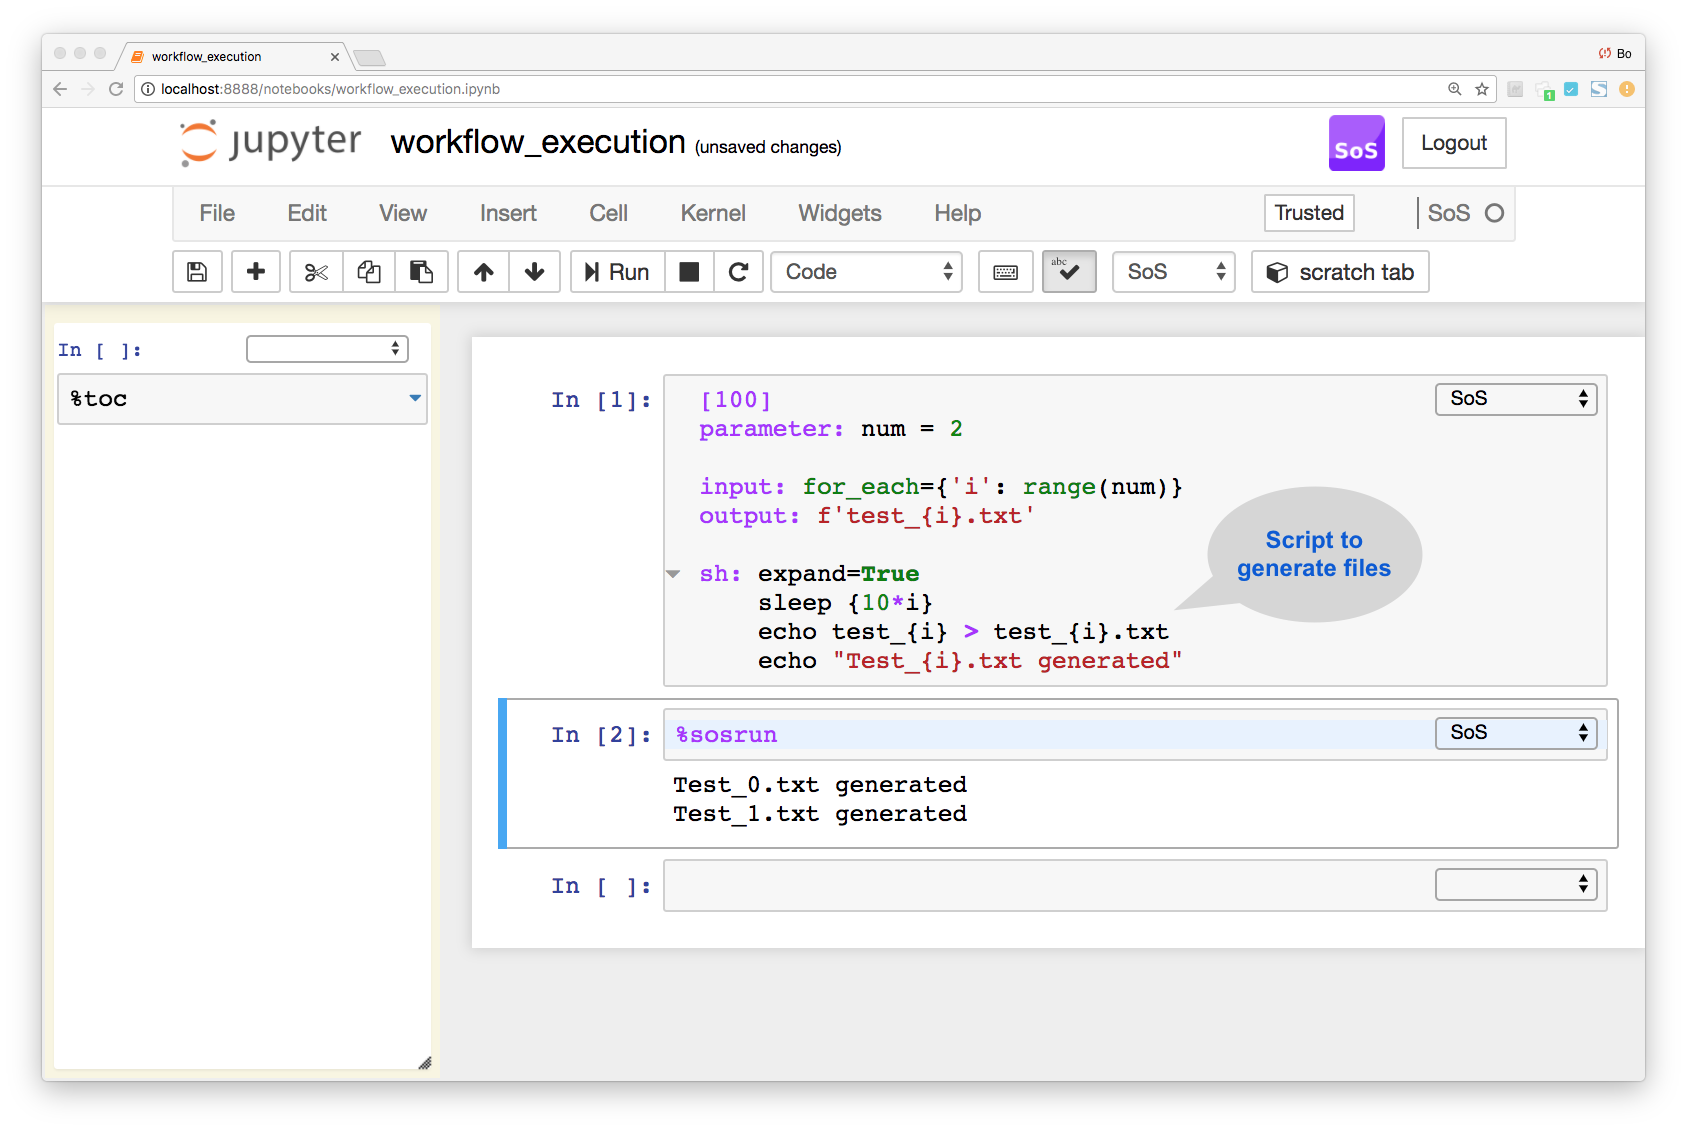 workflow_execution
Bo
localhost:8888/notebooks/workflow_execution.ipynb
1
jupyter workflow_execution (unsaved changes)
SoS
Logout
File Edit View Insert Cell Kernel Widgets Help
Trusted
SoS
Run
Code
abc
SoS
scratch tab
In [ ]:
%toc
In [1]:
[100]
SoS
parameter: num = 2
input: for_each={'i': range(num)}
output: f'test_{i}.txt'
sh: expand=True
    sleep {10*i}
    echo test_{i} > test_{i}.txt
    echo "Test_{i}.txt generated"
Script to
generate files
In [2]:
%sosrun
SoS
Test_0.txt generated
Test_1.txt generated
In [ ]: